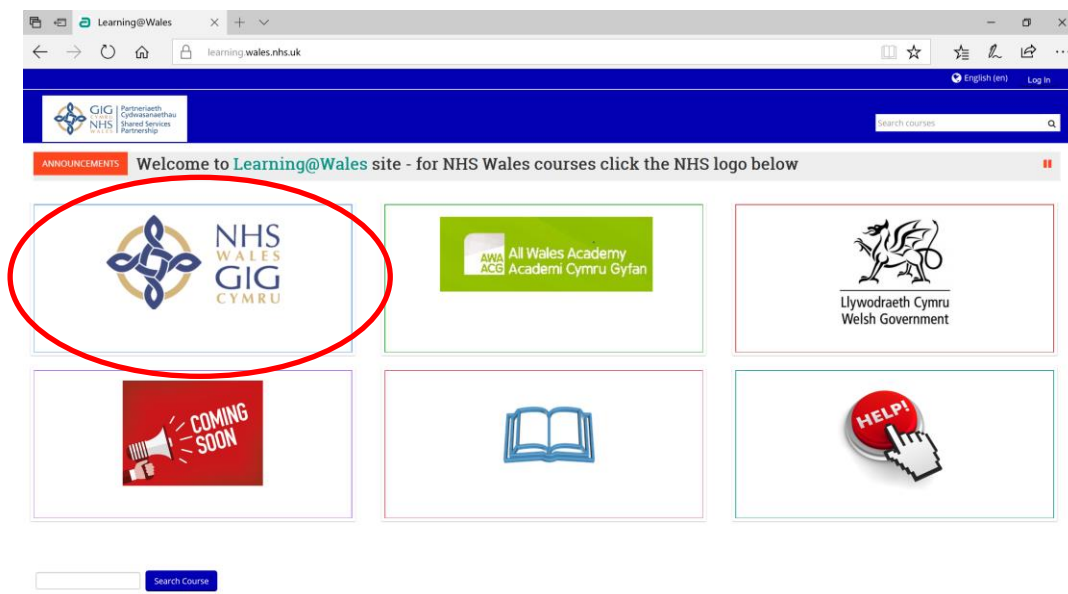 Learning@Wales
learning.wales.nhs.uk
English (en) Log In
GIG CYMRU NHS WALES
Partneriaeth
Cydwasanaethau
Shared Services
Partnership
Search courses
ANNOUNCEMENTS Welcome to Learning@Wales site - for NHS Wales courses click the NHS logo below
NHS
WALES
GIG
CYMRU
AWA All Wales Academy
ACG Academi Cymru Gyfan
Llywodraeth Cymru
Welsh Government
COMING
SOON
HELP!
Search Course